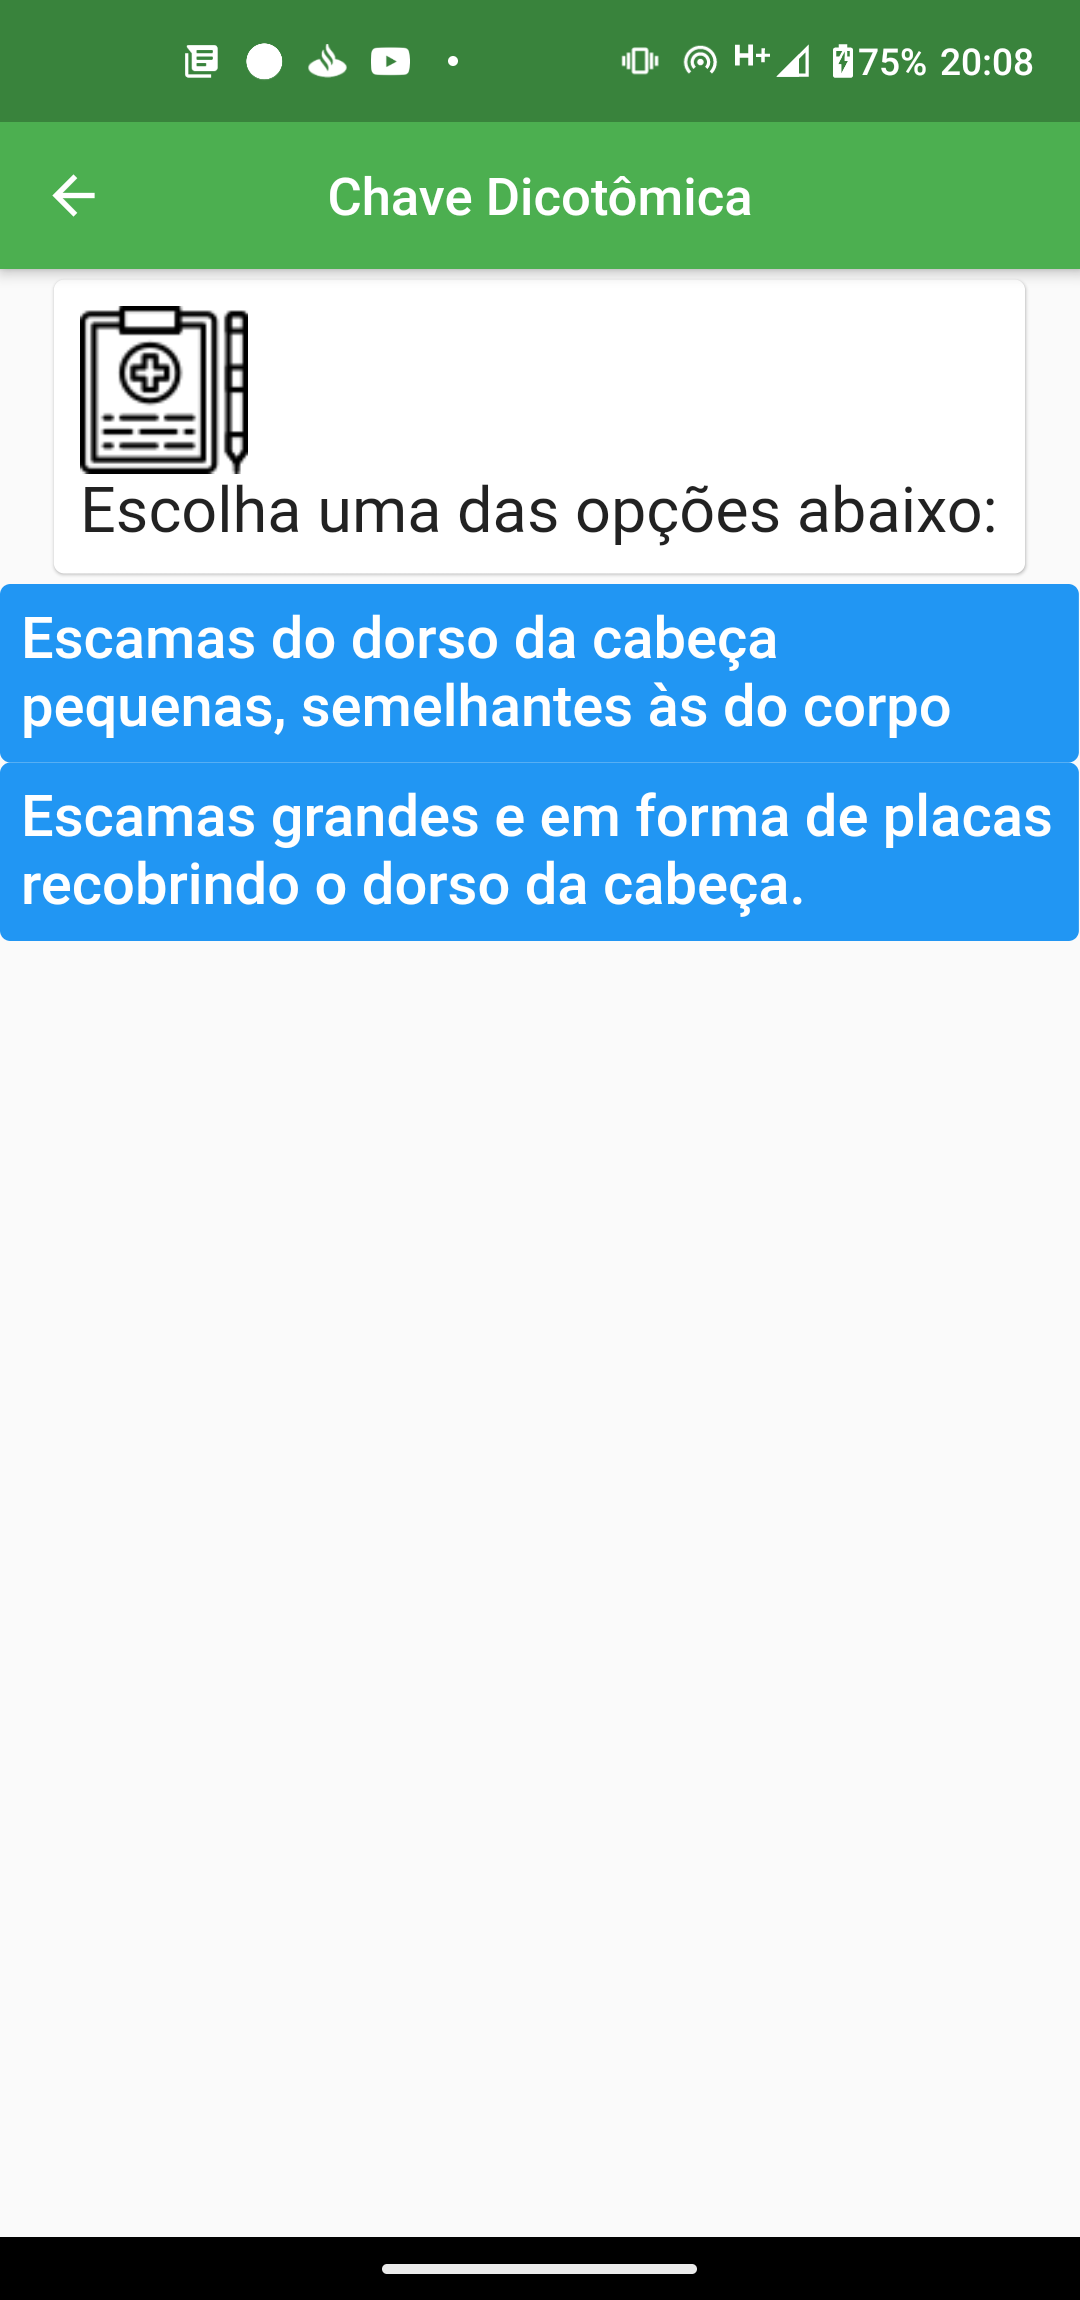 H+ 75% 20:08
Chave Dicotômica
Escolha uma das opções abaixo:
Escamas do dorso da cabeça
pequenas, semelhantes às do corpo
Escamas grandes e em forma de placas
recobrindo o dorso da cabeça.